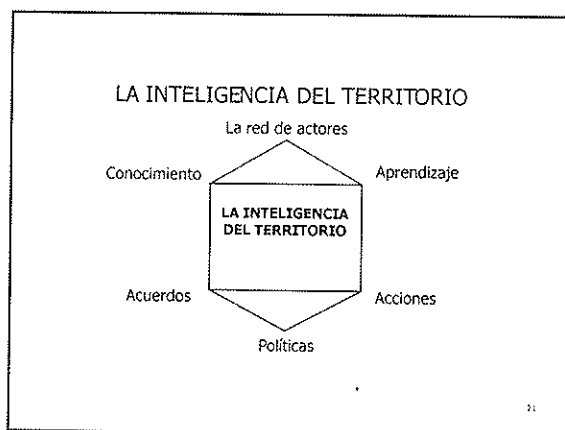 LA INTELIGENCIA DEL TERRITORIO
La red de actores
Conocimiento
Aprendizaje
LA INTELIGENCIA
DEL TERRITORIO
Acuerdos
Acciones
Políticas